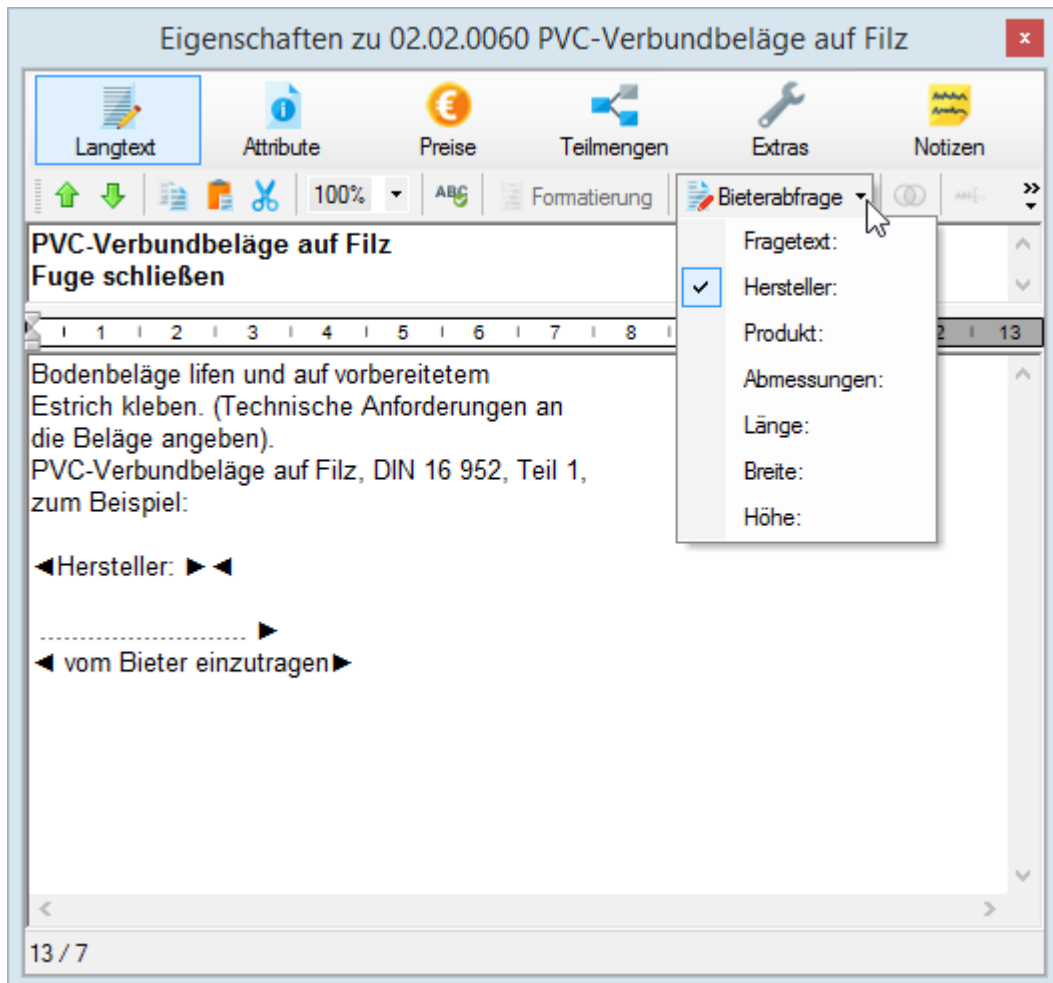 Eigenschaften zu 02.02.0060 PVC-Verbundbeläge auf Filz
x
Langtext Attribute Preise Teilmengen Extras Notizen
100% ABC Formatierung Bieterabfrage
PVC-Verbundbeläge auf Filz
Fuge schließen
Fragetext:
Hersteller:
Produkt:
Abmessungen:
Länge:
Breite:
Höhe:
1 2 3 4 5 6 7 8 2 13
Bodenbeläge lifen und auf vorbereitetem
Estrich kleben. (Technische Anforderungen an
die Beläge angeben).
PVC-Verbundbeläge auf Filz, DIN 16 952, Teil 1,
zum Beispiel:
◄Hersteller: ►◄
.......................... ►
◄ vom Bieter einzutragen►
13 / 7